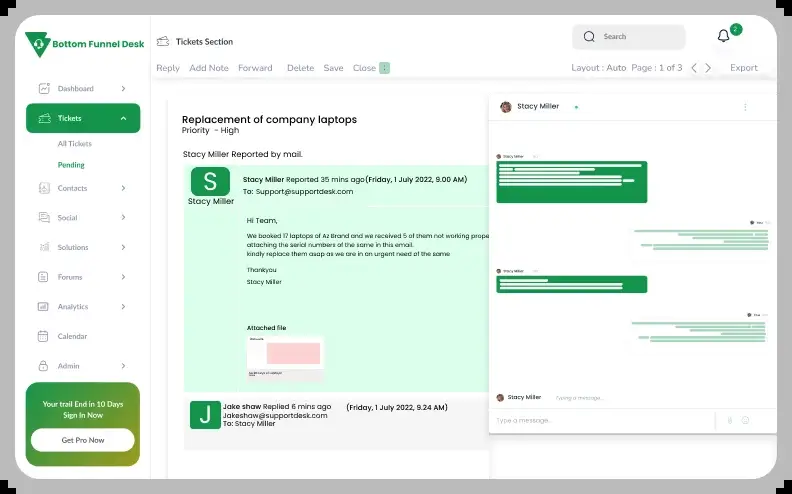 Bottom Funnel Desk
Tickets Section
Search
2
Reply Add Note Forward Delete Save Close
Layout : Auto Page : 1 of 3 Export
Dashboard
Tickets
All Tickets
Pending
Contacts
Social
Solutions
Forums
Analytics
Calendar
Admin
Your trail End in 10 Days
Sign In Now
Get Pro Now
Replacement of company laptops
Priority - High
Stacy Miller Reported by mail.
S
Stacy Miller
Stacy Miller Reported 35 mins ago(Friday, 1 July 2022, 9.00 AM)
To: Support@supportdesk.com
Hi Team,
We booked 17 laptops of Az Brand and we received 5 of them not working prope
attaching the serial numbers of the same in this email.
kindly replace them asap as we are in an urgent need of the same
Thankyou
Stacy Miller
Attached file
J
Jake shaw Replied 6 mins ago (Friday, 1 July 2022, 9.24 AM)
Jakeshaw@supportdesk.com
To: Stacy Miller
Stacy Miller
Stacy Miller
You
Stacy Miller
You
Stacy Miller Typing a message...
Type a message.